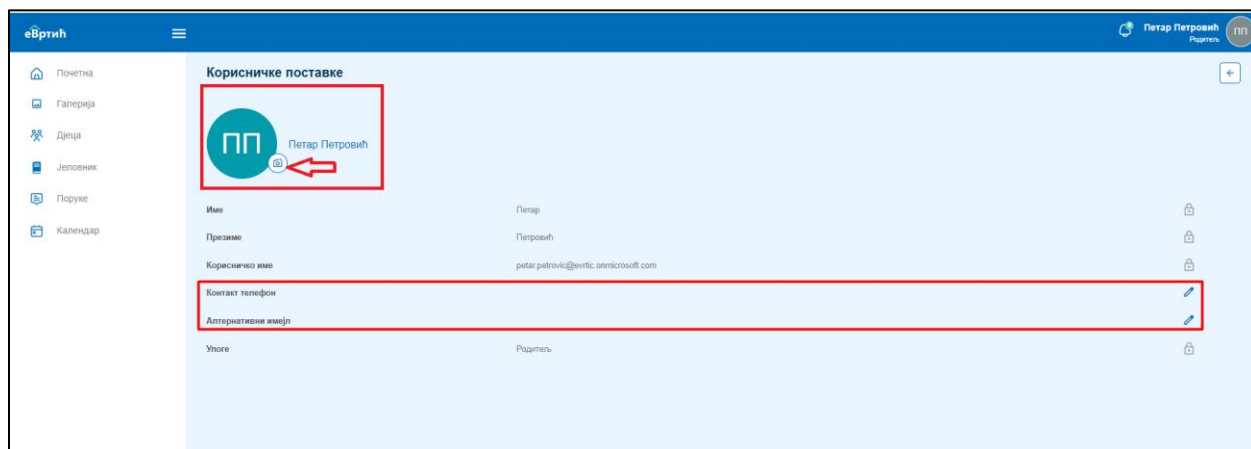 еВртић
Петар Петровић
Родитељ
ПП
Почетна
Галерија
Дјеца
Јеловник
Поруке
Календар
Корисничке поставке
ПП
Петар Петровић
Име Петар
Презиме Петровић
Корисничко име petar.petrovic@evrtic.onmicrosoft.com
Контакт телефон
Алтернативни имејл
Улоге Родитељ